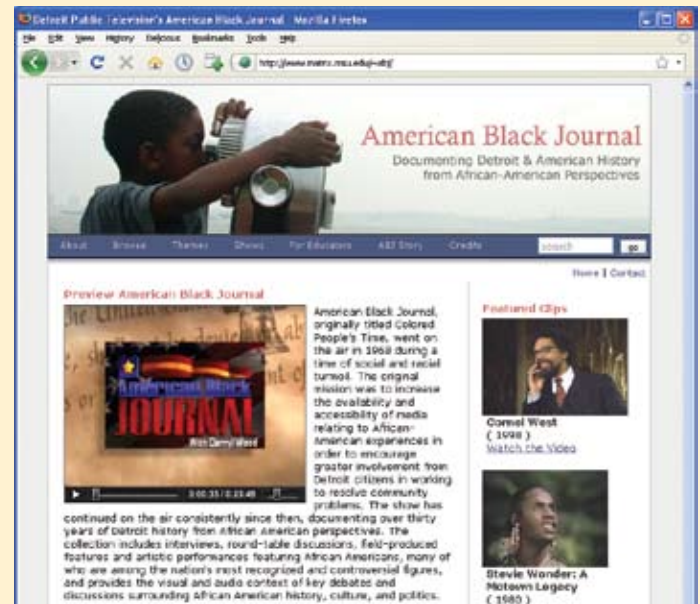 Detroit Public Television's American Black Journal - Mozilla Firefox
File Edit View History Delicious Bookmarks Tools Help
American Black Journal
Documenting Detroit & American History
from African-American Perspectives
About Browse Themes Shows For Educators ABJ Story Credits search go
Home | Contact
Preview American Black Journal
American Black
JOURNAL
With Darryl Wood
American Black Journal,
originally titled Colored
People's Time, went on
the air in 1968 during a
time of social and racial
turmoil. The original
mission was to increase
the availability and
accessibility of media
relating to African-
American experiences in
order to encourage
greater involvement from
Detroit citizens in working
to resolve community
problems. The show has
continued on the air consistently since then, documenting over thirty
years of Detroit history from African American perspectives. The
collection includes interviews, round-table discussions, field-produced
features and artistic performances featuring African Americans, many of
who are among the nation's most recognized and controversial figures,
and provides the visual and audio context of key debates and
discussions surrounding African American history, culture, and politics.
Featured Clips
Cornel West
( 1998 )
Watch the Video
Stevie Wonder: A
Motown Legacy
( 1980 )